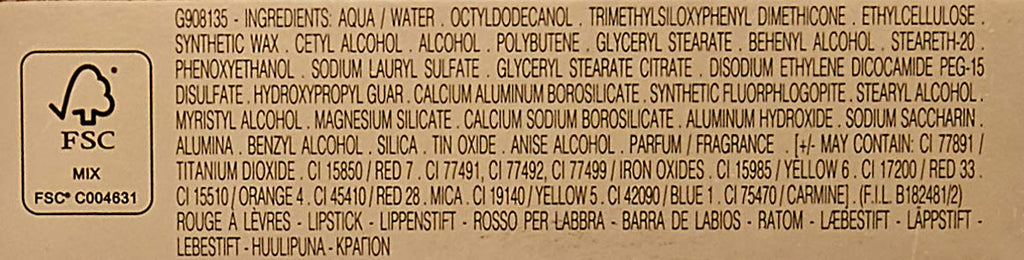 G908135 - INGREDIENTS: AQUA / WATER . OCTYLDODECANOL . TRIMETHYLSILOXYPHENYL DIMETHICONE . ETHYLCELLULOSE .
SYNTHETIC WAX . CETYL ALCOHOL . ALCOHOL . POLYBUTENE . GLYCERYL STEARATE . BEHENYL ALCOHOL . STEARETH-20 .
PHENOXYETHANOL . SODIUM LAURYL SULFATE . GLYCERYL STEARATE CITRATE . DISODIUM ETHYLENE DICOCAMIDE PEG-15
DISULFATE . HYDROXYPROPYL GUAR . CALCIUM ALUMINUM BOROSILICATE . SYNTHETIC FLUORPHLOGOPITE . STEARYL ALCOHOL .
MYRISTYL ALCOHOL . MAGNESIUM SILICATE . CALCIUM SODIUM BOROSILICATE . ALUMINUM HYDROXIDE . SODIUM SACCHARIN .
ALUMINA . BENZYL ALCOHOL . SILICA . TIN OXIDE . ANISE ALCOHOL . PARFUM / FRAGRANCE . [+/- MAY CONTAIN: CI 77891 /
TITANIUM DIOXIDE . CI 15850 / RED 7 . CI 77491, CI 77492, CI 77499 / IRON OXIDES . CI 15985 / YELLOW 6 . CI 17200 / RED 33 .
CI 15510 / ORANGE 4 . CI 45410 / RED 28 . MICA . CI 19140 / YELLOW 5 . CI 42090 / BLUE 1 . CI 75470 / CARMINE] . (F.I.L. B182481/2)
ROUGE À LÈVRES - LIPSTICK - LIPPENSTIFT - ROSSO PER LABBRA - BARRA DE LABIOS - BATOM - LÆBESTIFT - LÄPPSTIFT -
LEBESTIFT - HUULIPUNA - ΚΡΑΓΙΟΝ
FSC
MIX
FSC® C004631